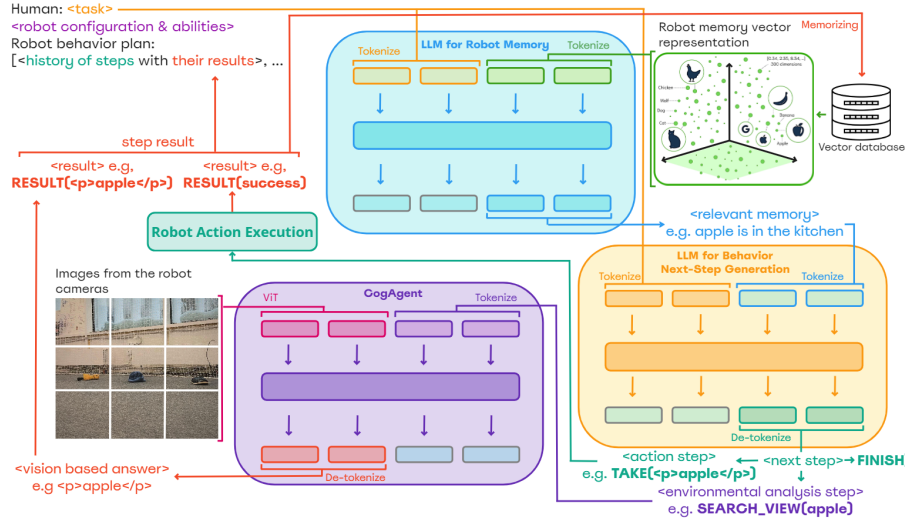 Human: <task>
<robot configuration & abilities>
Robot behavior plan:
[<history of steps with their results>, ...
LLM for Robot Memory
Tokenize
Tokenize
Robot memory vector
representation
Memorizing
Chicken
Wolf
Dog
Cat
Banana
Apple
G
300 dimensions
Vector database
step result
<result> e.g,
RESULT(<p>apple</p>)
<result> e.g,
RESULT(success)
Robot Action Execution
<relevant memory>
e.g. apple is in the kitchen
LLM for Behavior
Next-Step Generation
Tokenize
Tokenize
Images from the robot
cameras
ViT
CogAgent
Tokenize
De-tokenize
De-tokenize
<vision based answer>
e.g <p>apple</p>
<action step>
e.g. TAKE(<p>apple</p>)
<next step>
FINISH
<environmental analysis step>
e.g. SEARCH_VIEW(apple)